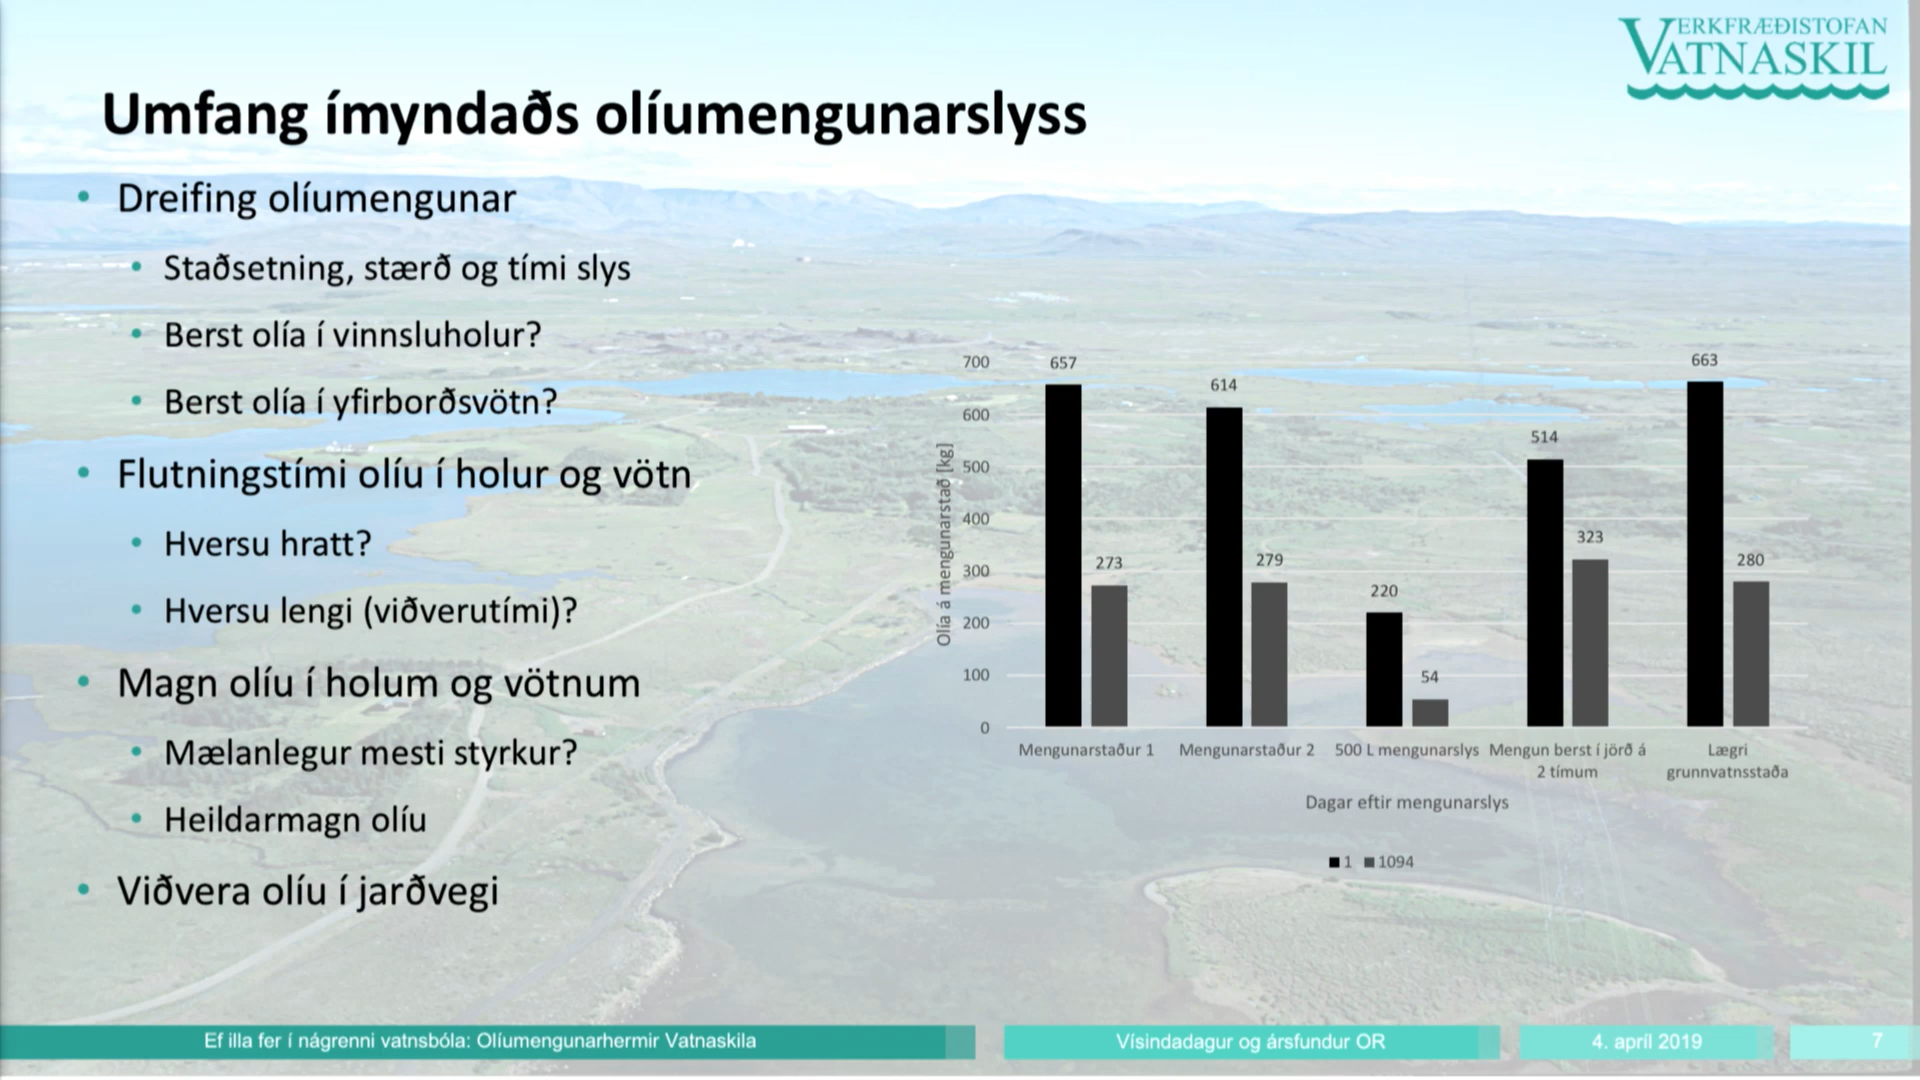 VERKFRÆÐISTOFAN
VATNASKIL
Umfang ímyndaðs olíumengunarslyss
• Dreifing olíumengunar
• Staðsetning, stærð og tími slys
• Berst olía í vinnsluholur?
• Berst olía í yfirborðsvötn?
• Flutningstími olíu í holur og vötn
• Hversu hratt?
• Hversu lengi (viðverutími)?
• Magn olíu í holum og vötnum
• Mælanlegur mesti styrkur?
• Heildarmagn olíu
• Viðvera olíu í jarðvegi
Olía á mengunarstað [kg]
700
600
500
400
300
200
100
0
657
273
614
279
220
54
514
323
663
280
Mengunarstaður 1
Mengunarstaður 2
500 L mengunarslys
Mengun berst í jörð á
2 tímum
Lægri
grunnvatnsstaða
Dagar eftir mengunarslys
1 1094
Ef illa fer í nágrenni vatnsbóla: Olíumengunarhermir Vatnaskila
Vísindadagur og ársfundur OR
4. apríl 2019
7